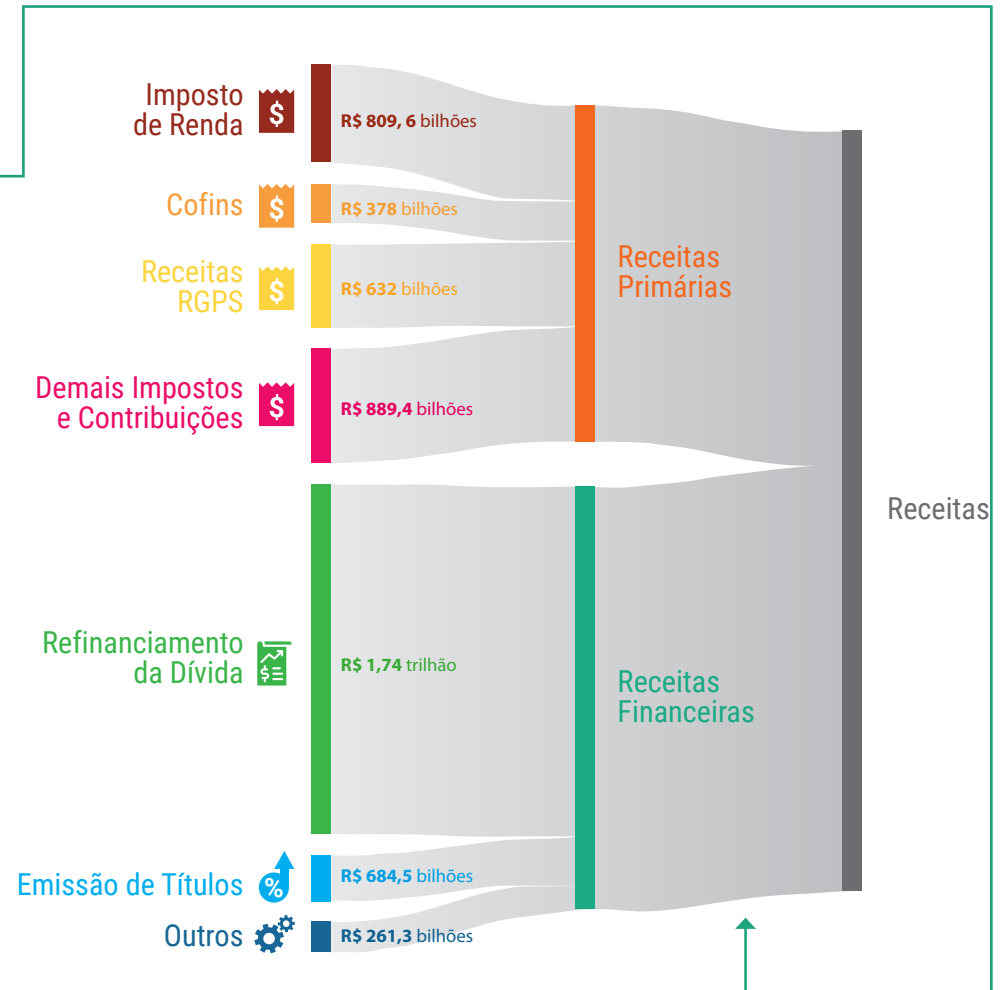 Imposto
de Renda
$
R$ 809, 6 bilhões
Cofins
$
R$ 378 bilhões
Receitas
RGPS
$
R$ 632 bilhões
Demais Impostos
e Contribuições
$
R$ 889,4 bilhões
Receitas
Primárias
Receitas
Refinanciamento
da Dívida
$
R$ 1,74 trilhão
Receitas
Financeiras
Emissão de Títulos
%
R$ 684,5 bilhões
Outros
R$ 261,3 bilhões